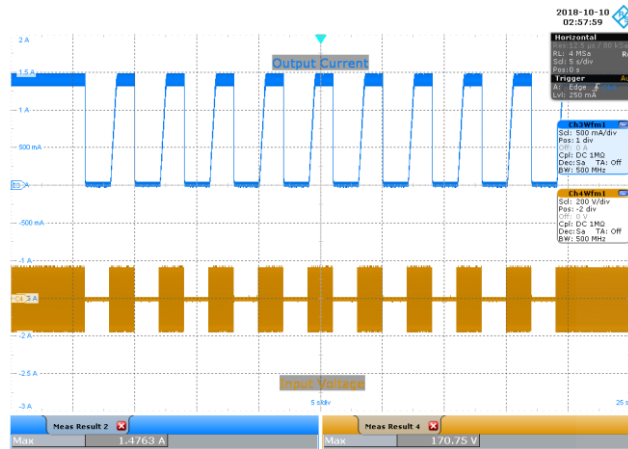 2018-10-10
02:57:59
Horizontal
RL: 4 MSa
Scl: 5 s/div
Pos: 0 s
Trigger
A: Edge
Lvl: 250 mA
2 A
1.5 A
Output Current
1 A
500 mA
Ch3Wfm1
Scl: 500 mA/div
Pos: 1 div
Off: 0 A
Cpl: DC 1MΩ
Dec: Sa TA: Off
BW: 500 MHz
A
-500 mA
Ch4Wfm1
Scl: 200 V/div
Pos: -2 div
Off: 0 V
Cpl: DC 1MΩ
Dec: Sa TA: Off
BW: 500 MHz
-1 A
-2 A
-2.5 A
Input Voltage
-3 A
5 s/div
25 s
Meas Result 2
Meas Result 4
Max 1.4763 A
Max 170.75 V